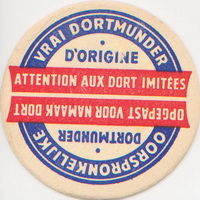 VRAI DORTMUNDER
D'ORIGINE
ATTENTION AUX DORT IMITÉES
OPGEPAST VOOR NAMAAK DORT
DORTMUNDER
OORSPRONKELIJKE